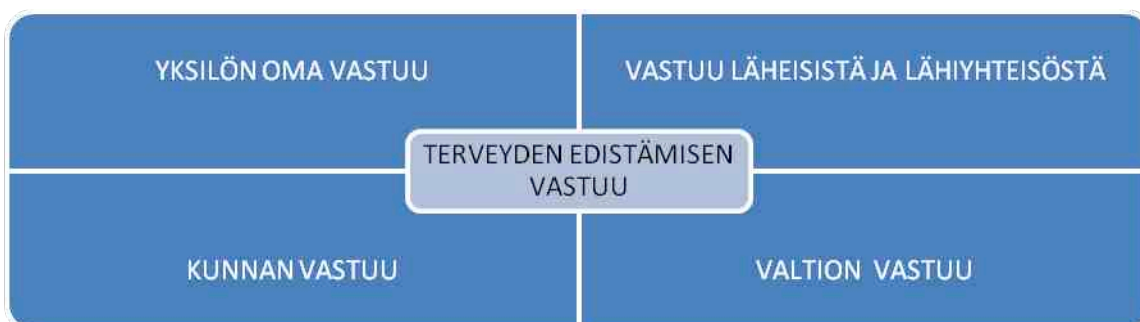 YKSILÖN OMA VASTUU
VASTUU LÄHEISISTÄ JA LÄHIYHTEISÖSTÄ
TERVEYDEN EDISTÄMISEN
VASTUU
KUNNAN VASTUU
VALTION VASTUU